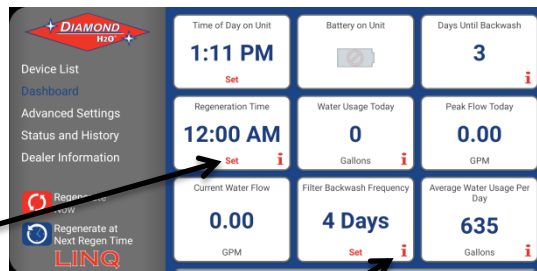 DIAMOND
H2O
Device List
Dashboard
Advanced Settings
Status and History
Dealer Information
Regenerate
Now
Regenerate at
Next Regen Time
LINQ
Time of Day on Unit
1:11 PM
Set
Battery on Unit
Days Until Backwash
3
i
Regeneration Time
12:00 AM
Set i
Water Usage Today
0
Gallons i
Peak Flow Today
0.00
GPM
Current Water Flow
0.00
GPM
Filter Backwash Frequency
4 Days
Set i
Average Water Usage Per
Day
635
Gallons i